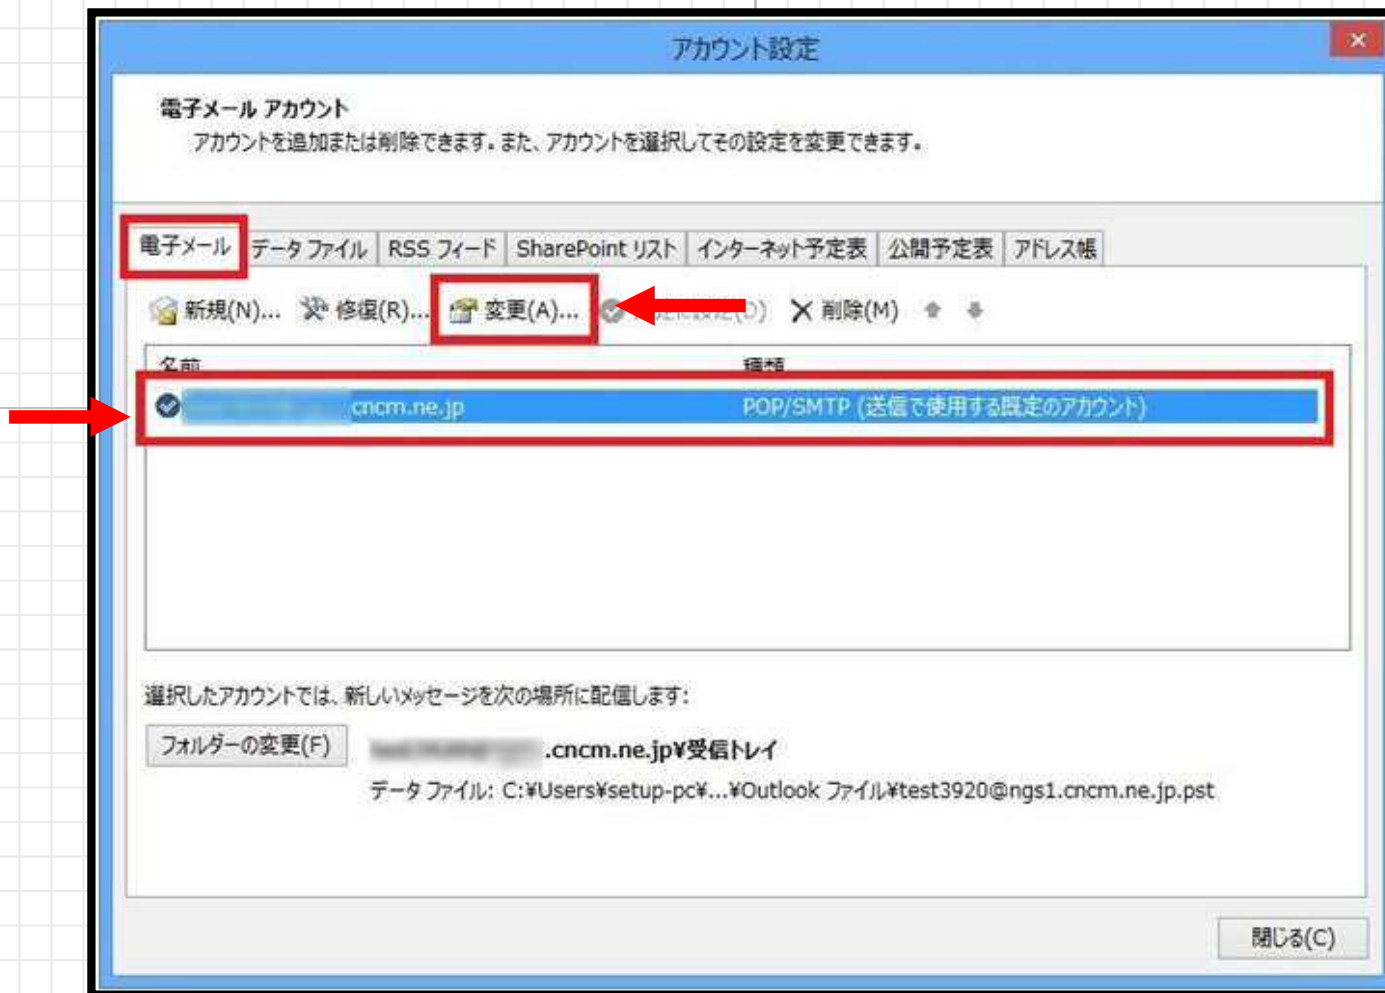 アカウント設定
電子メール アカウント
アカウントを追加または削除できます。また、アカウントを選択してその設定を変更できます。
電子メール データ ファイル RSS フィード SharePoint リスト インターネット予定表 公開予定表 アドレス帳
新規(N)... 修復(R)... 変更(A)... 削除(M)
名前 種類
cncm.ne.jp POP/SMTP (送信で使用する既定のアカウント)
選択したアカウントでは、新しいメッセージを次の場所に配信します:
フォルダーの変更(F) .cncm.ne.jp¥受信トレイ
データ ファイル: C:¥Users¥setup-pc¥...¥Outlook ファイル¥test3920@ngs1.cncm.ne.jp.pst
閉じる(C)